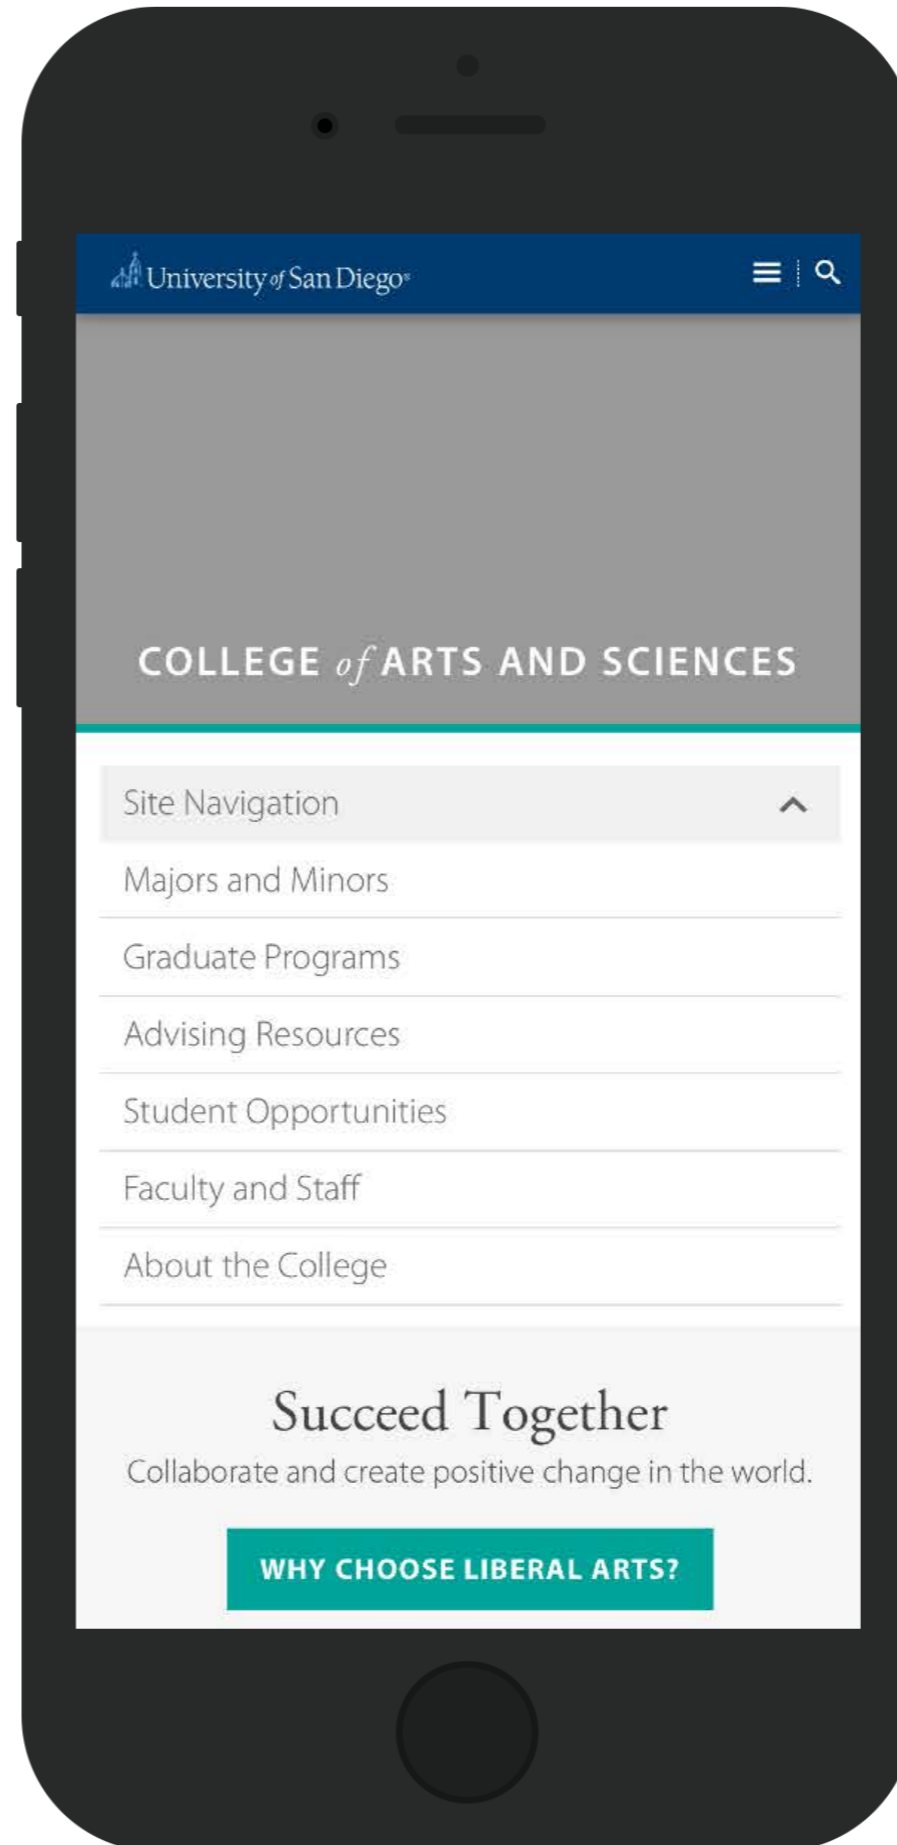 University of San Diego®
COLLEGE of ARTS AND SCIENCES
Site Navigation
Majors and Minors
Graduate Programs
Advising Resources
Student Opportunities
Faculty and Staff
About the College
Succeed Together
Collaborate and create positive change in the world.
WHY CHOOSE LIBERAL ARTS?